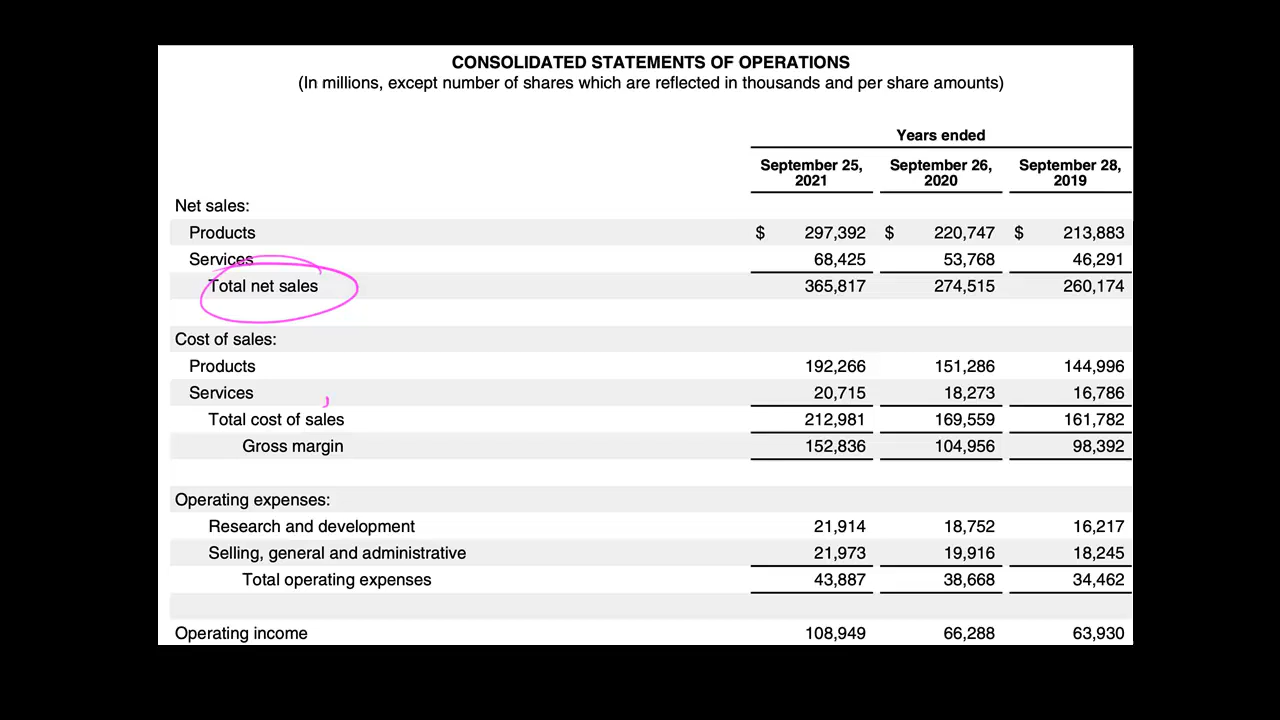 CONSOLIDATED STATEMENTS OF OPERATIONS
(In millions, except number of shares which are reflected in thousands and per share amounts)
Years ended
September 25, 2021 September 26, 2020 September 28, 2019
Net sales:
Products $ 297,392 $ 220,747 $ 213,883
Services 68,425 53,768 46,291
Total net sales 365,817 274,515 260,174
Cost of sales:
Products 192,266 151,286 144,996
Services 20,715 18,273 16,786
Total cost of sales 212,981 169,559 161,782
Gross margin 152,836 104,956 98,392
Operating expenses:
Research and development 21,914 18,752 16,217
Selling, general and administrative 21,973 19,916 18,245
Total operating expenses 43,887 38,668 34,462
Operating income 108,949 66,288 63,930